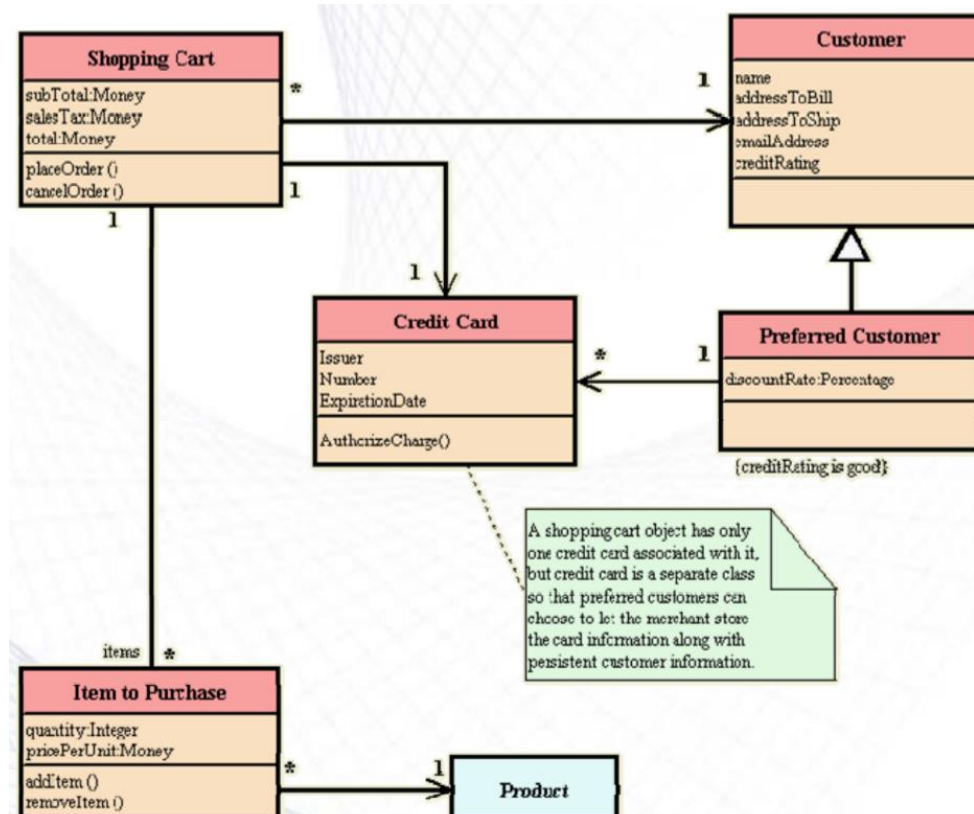 Shopping Cart
subTotal:Money
salesTax:Money
total:Money
placeOrder ()
cancelOrder ()
*
1
1
1
Customer
name
addressToBill
addressToShip
emailAddress
creditRating
1
Credit Card
Issuer
Number
ExpiretionDate
AuthorizeCharge()
*
1
Preferred Customer
discountRate:Percentage
{creditRating is good}
A shopping cart object has only
one credit card associated with it,
but credit card is a separate class
so that preferred customers can
choose to let the merchant store
the card information along with
persistent customer information.
items *
Item to Purchase
quantity:Integer
pricePerUnit:Money
addItem ()
removeItem ()
*
1
Product